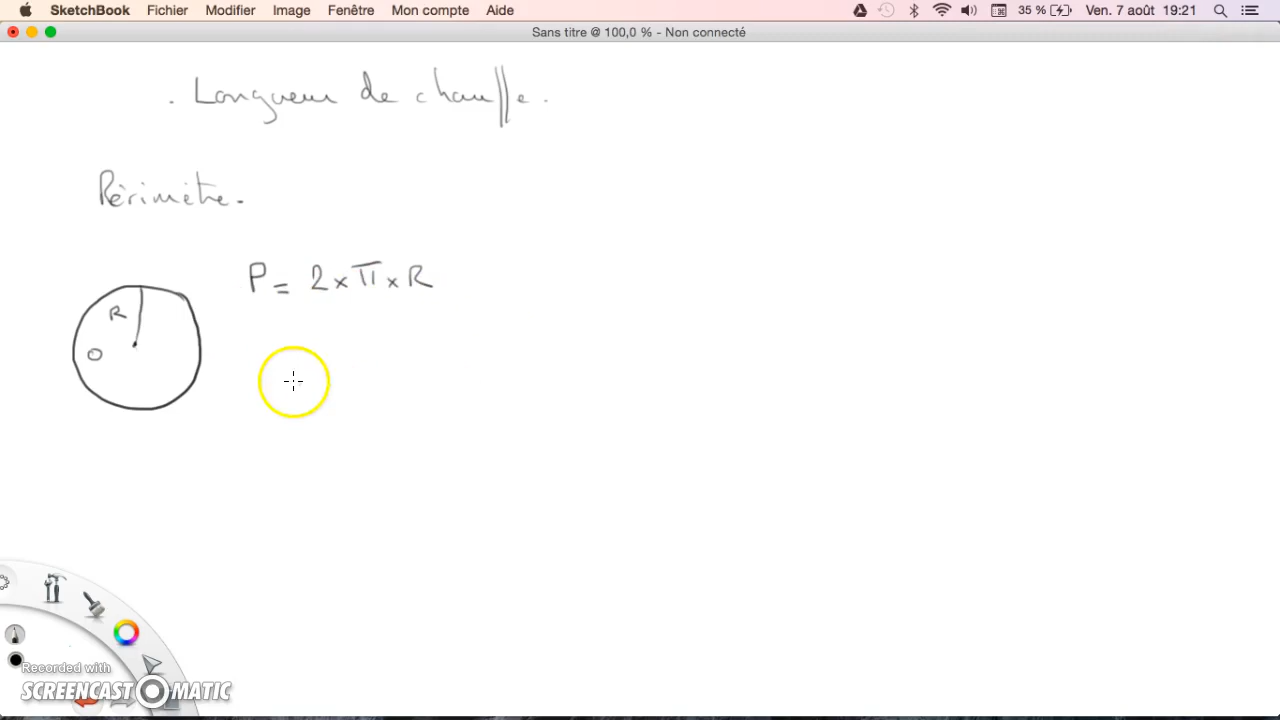 SketchBook Fichier Modifier Image Fenêtre Mon compte Aide 35 % Ven. 7 août 19:21
Sans titre @ 100,0 % - Non connecté
. Longueur de chauffe .
Périmètre.
P = 2 × π × R
R
O
Recorded with
SCREENCAST MATIC